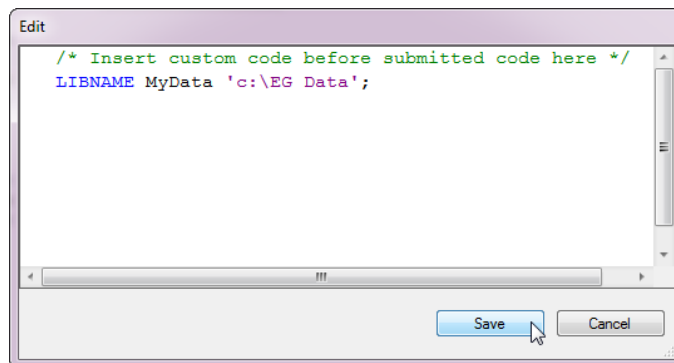 Edit
/* Insert custom code before submitted code here */
LIBNAME MyData 'c:\EG Data';
Save
Cancel